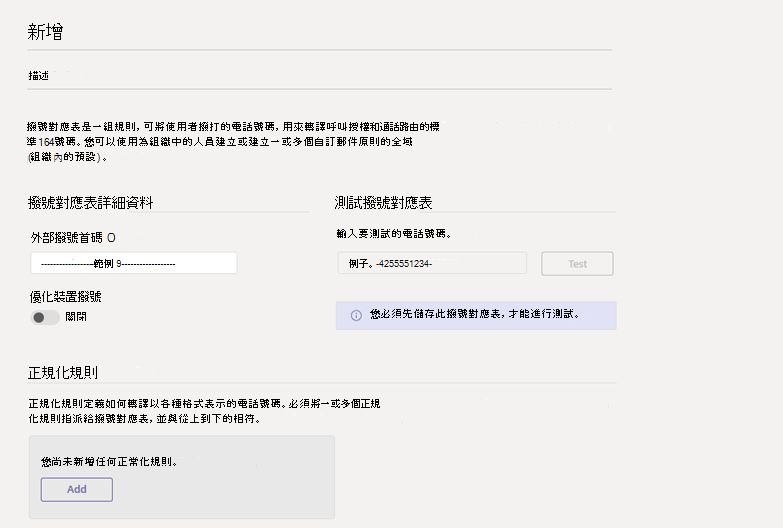 新增
描述
撥號對應表是一組規則, 可將使用者撥打的電話號碼, 用來轉譯呼叫授權和通話路由的標
準164號碼。您可以使用為組織中的人員建立或建立一或多個自訂郵件原則的全域
(組織內的預設)。
撥號對應表詳細資料
測試撥號對應表
外部撥號首碼 O
輸入要測試的電話號碼。
-----------------範例 9------------------
例子。-4255551234-
Test
優化裝置撥號
關閉
您必須先儲存此撥號對應表, 才能進行測試。
正規化規則
正規化規則定義如何轉譯以各種格式表示的電話號碼。必須將一或多個正規
化規則指派給撥號對應表, 並與從上到下的相符。
您尚未新增任何正常化規則。
Add